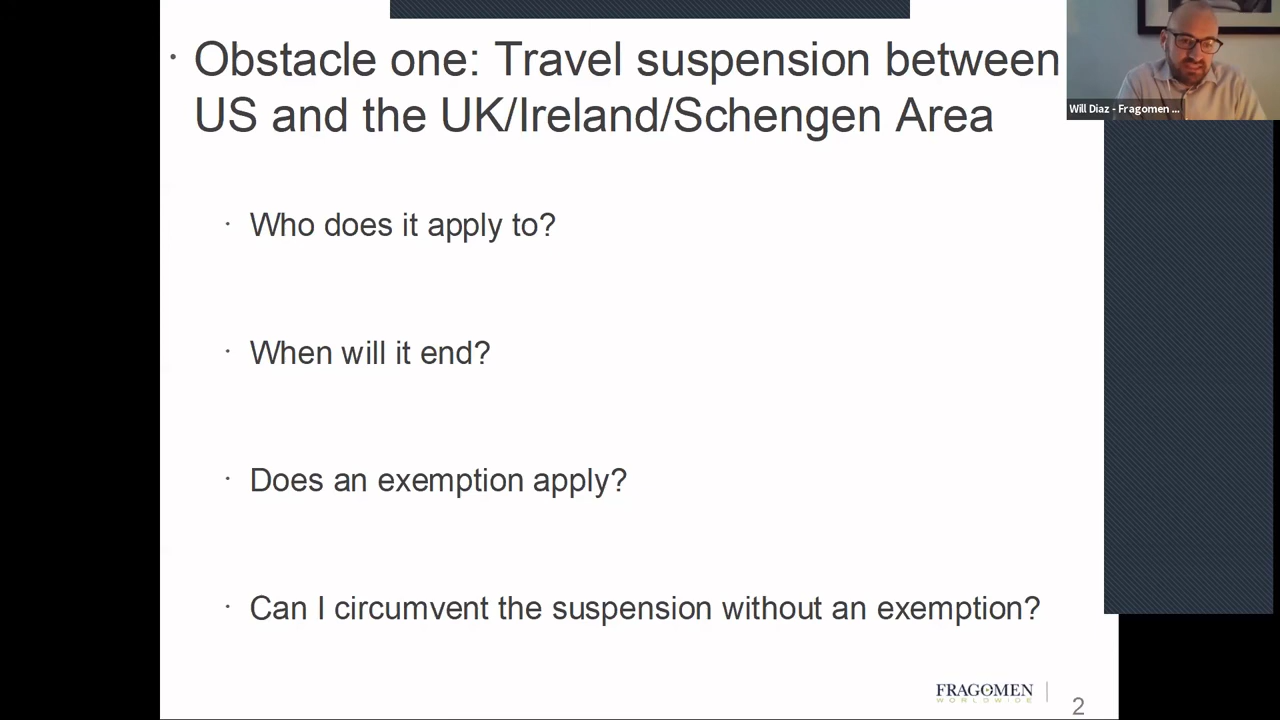 · Obstacle one: Travel suspension between
US and the UK/Ireland/Schengen Area
Will Diaz - Fragomen ...
· Who does it apply to?
· When will it end?
· Does an exemption apply?
· Can I circumvent the suspension without an exemption?
FRAGOMEN
WORLDWIDE
2